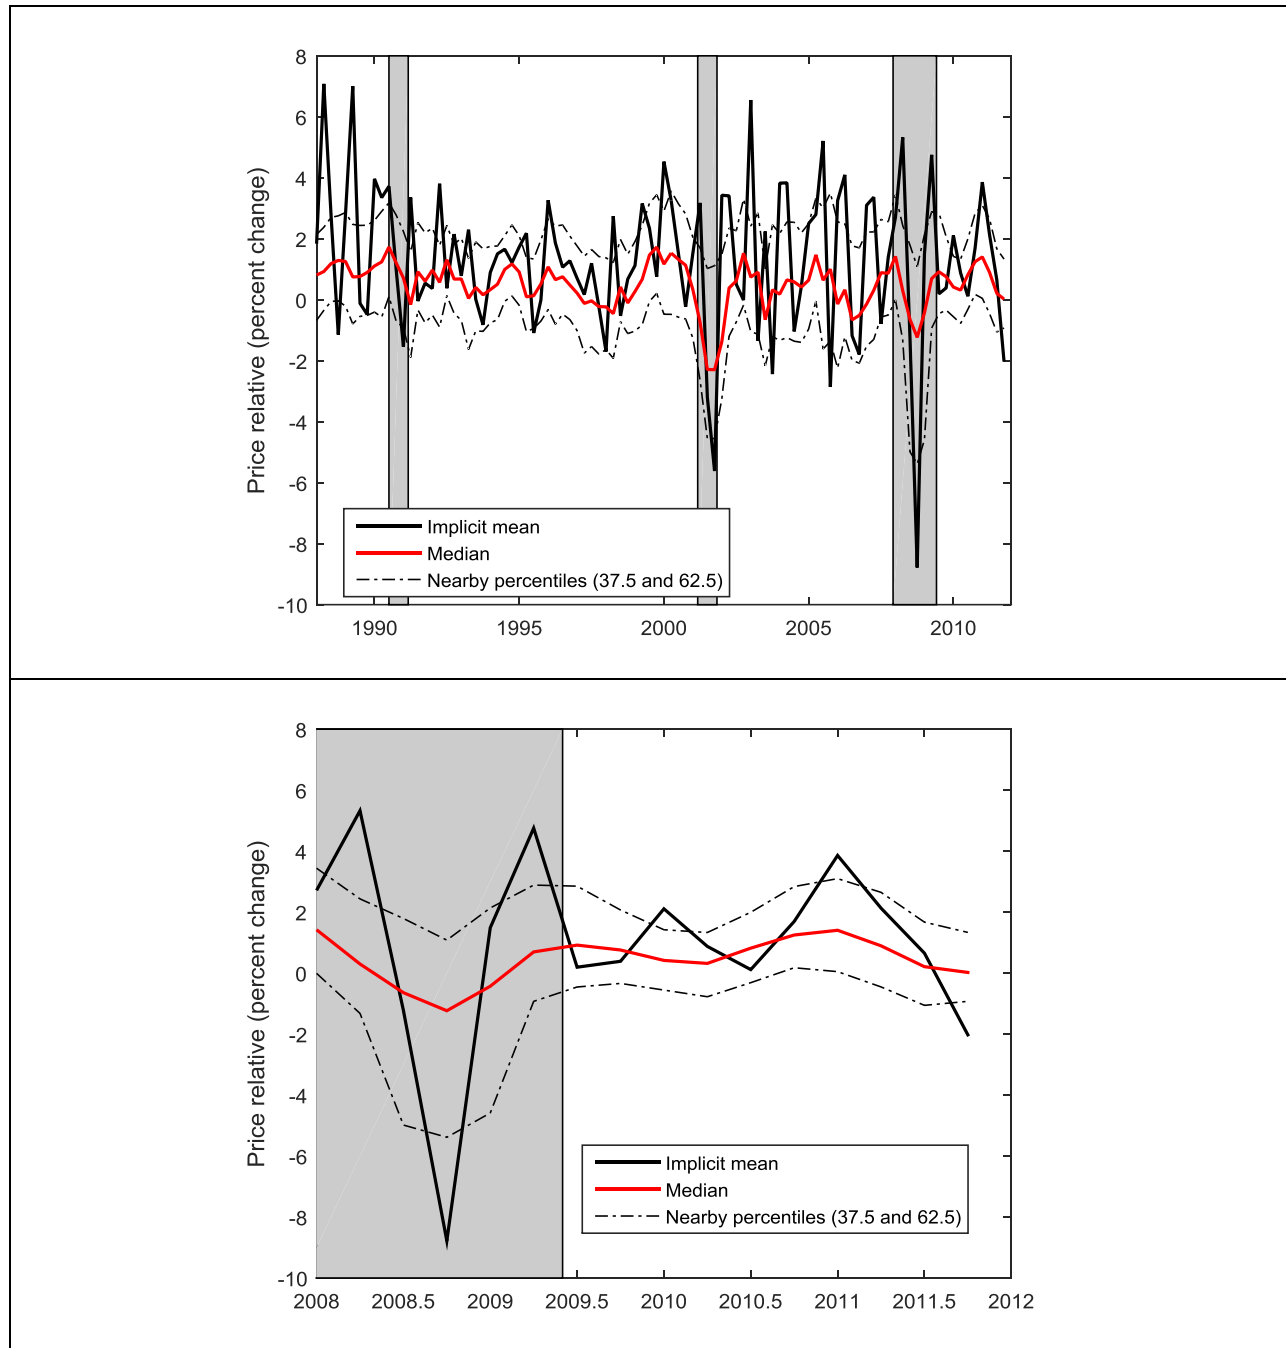 8
6
4
2
0
-2
-4
-6
-8
-10
Price relative (percent change)
Implicit mean
Median
Nearby percentiles (37.5 and 62.5)
1990 1995 2000 2005 2010
8
6
4
2
0
-2
-4
-6
-8
-10
Price relative (percent change)
Implicit mean
Median
Nearby percentiles (37.5 and 62.5)
2008 2008.5 2009 2009.5 2010 2010.5 2011 2011.5 2012